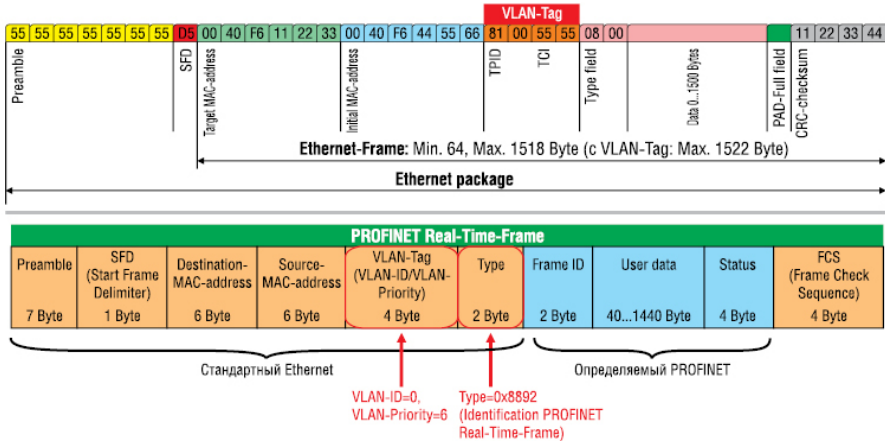 VLAN-Tag
55 55 55 55 55 55 55 D5 00 40 F6 11 22 33 00 40 F6 44 55 66 81 00 55 55 08 00 11 22 33 44
Preamble
SFD
Target MAC-address
Initial MAC-address
TPID
TCI
Type field
Data 0...1500 Bytes
PAD-Full field
CRC-checksum
Ethernet-Frame: Min. 64, Max. 1518 Byte (с VLAN-Tag: Max. 1522 Byte)
Ethernet package
PROFINET Real-Time-Frame
Preamble
7 Byte
SFD
(Start Frame
Delimiter)
1 Byte
Destination-
MAC-address
6 Byte
Source-
MAC-address
6 Byte
VLAN-Tag
(VLAN-ID/VLAN-
Priority)
4 Byte
Type
2 Byte
Frame ID
2 Byte
User data
40...1440 Byte
Status
4 Byte
FCS
(Frame Check
Sequence)
4 Byte
Стандартный Ethernet
Определяемый PROFINET
VLAN-ID=0,
VLAN-Priority=6
Type=0x8892
(Identification PROFINET
Real-Time-Frame)